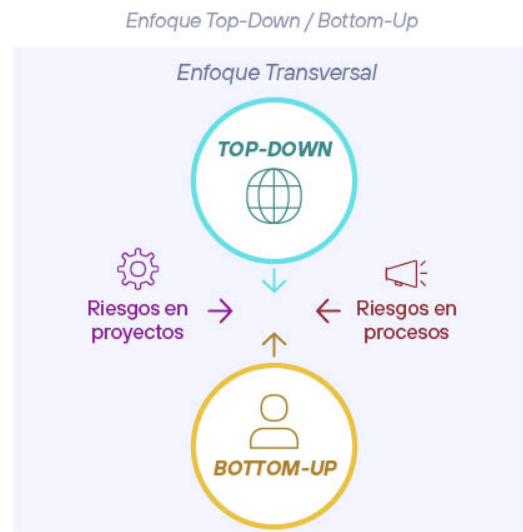 Enfoque Top-Down / Bottom-Up
Enfoque Transversal
TOP-DOWN
Riesgos en
proyectos
Riesgos en
procesos
BOTTOM-UP